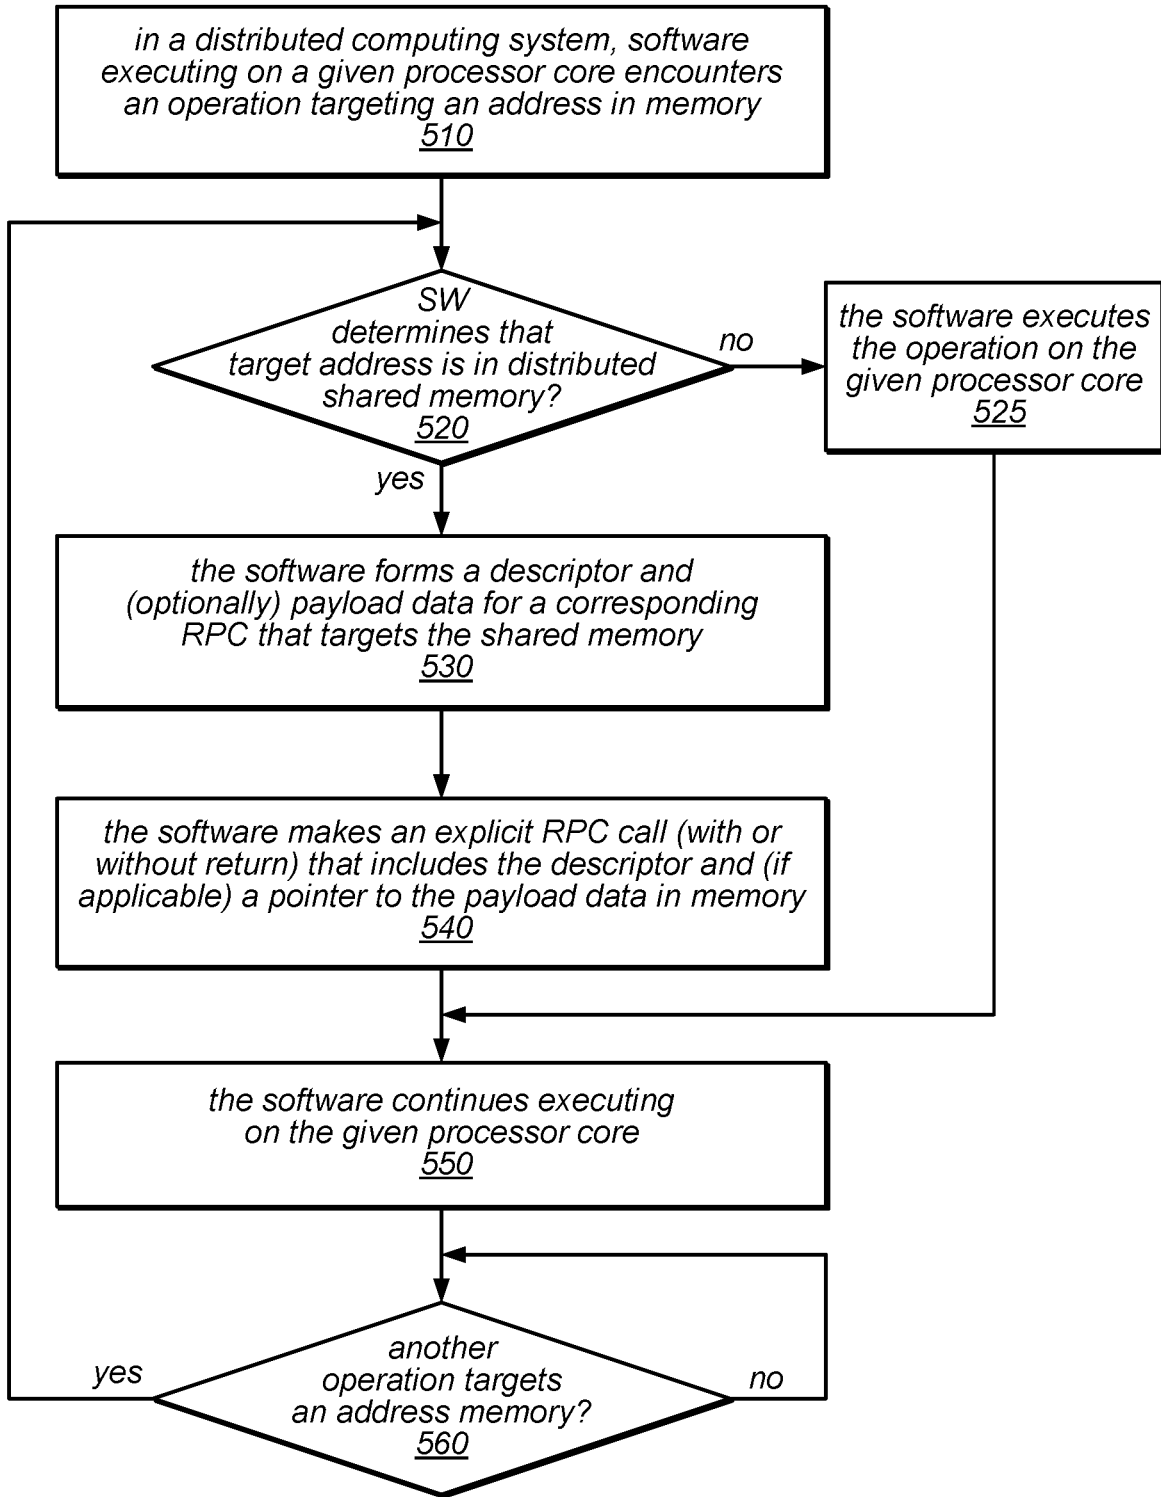 in a distributed computing system, software
executing on a given processor core encounters
an operation targeting an address in memory
510
SW
determines that
target address is in distributed
shared memory?
520
no
the software executes
the operation on the
given processor core
525
yes
the software forms a descriptor and
(optionally) payload data for a corresponding
RPC that targets the shared memory
530
the software makes an explicit RPC call (with or
without return) that includes the descriptor and (if
applicable) a pointer to the payload data in memory
540
the software continues executing
on the given processor core
550
another
operation targets
an address memory?
560
yes
no